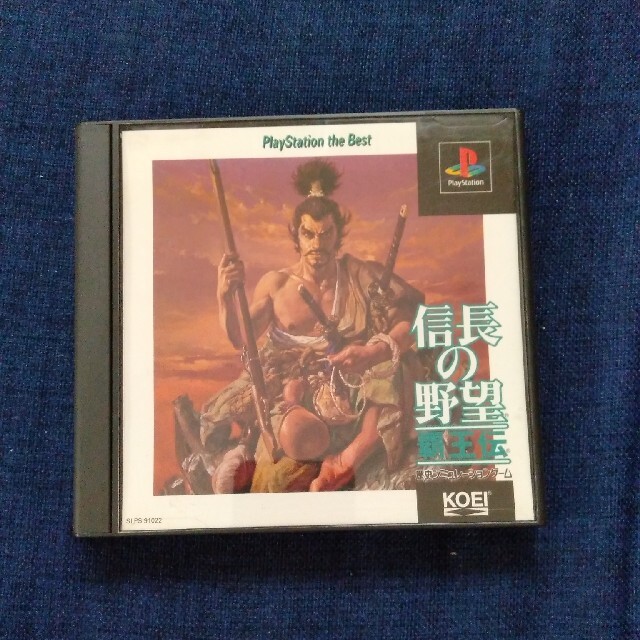 PlayStation the Best
PlayStation
信長
の
野望
覇王伝
歴史シミュレーションゲーム
KOEI
SLPS 91022